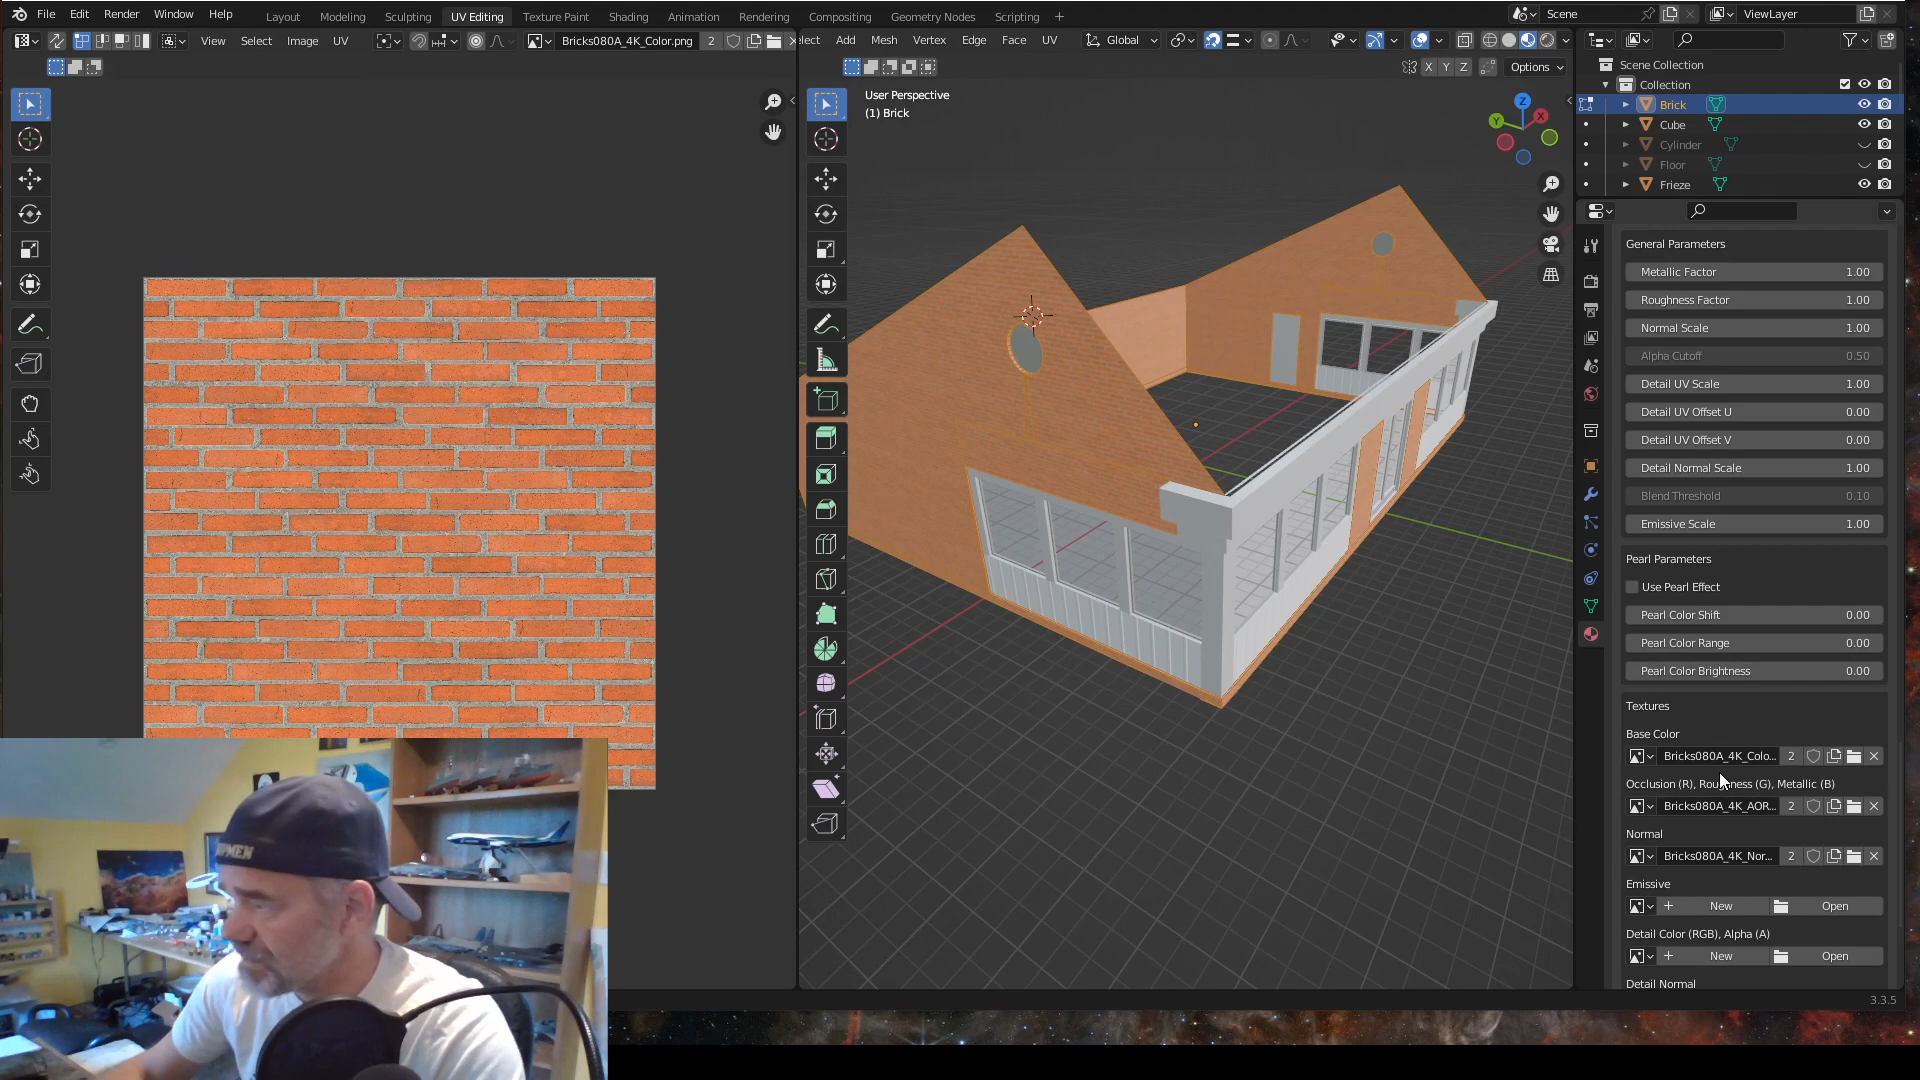 File Edit Render Window Help Layout Modeling Sculpting UV Editing Texture Paint Shading Animation Rendering Compositing Geometry Nodes Scripting + Scene ViewLayer
View Select Image UV Bricks080A_4K_Color.png 2 elect Add Mesh Vertex Edge Face UV Global
X Y Z Options
Scene Collection
Collection
Brick
Cube
Cylinder
Floor
Frieze
User Perspective
(1) Brick
Z
Y
X
General Parameters
Metallic Factor 1.00
Roughness Factor 1.00
Normal Scale 1.00
Alpha Cutoff 0.50
Detail UV Scale 1.00
Detail UV Offset U 0.00
Detail UV Offset V 0.00
Detail Normal Scale 1.00
Blend Threshold 0.10
Emissive Scale 1.00
Pearl Parameters
Use Pearl Effect
Pearl Color Shift 0.00
Pearl Color Range 0.00
Pearl Color Brightness 0.00
Textures
Base Color
Bricks080A_4K_Colo... 2
Occlusion (R), Roughness (G), Metallic (B)
Bricks080A_4K_AOR... 2
Normal
Bricks080A_4K_Nor... 2
Emissive
+ New Open
Detail Color (RGB), Alpha (A)
+ New Open
Detail Normal
3.3.5